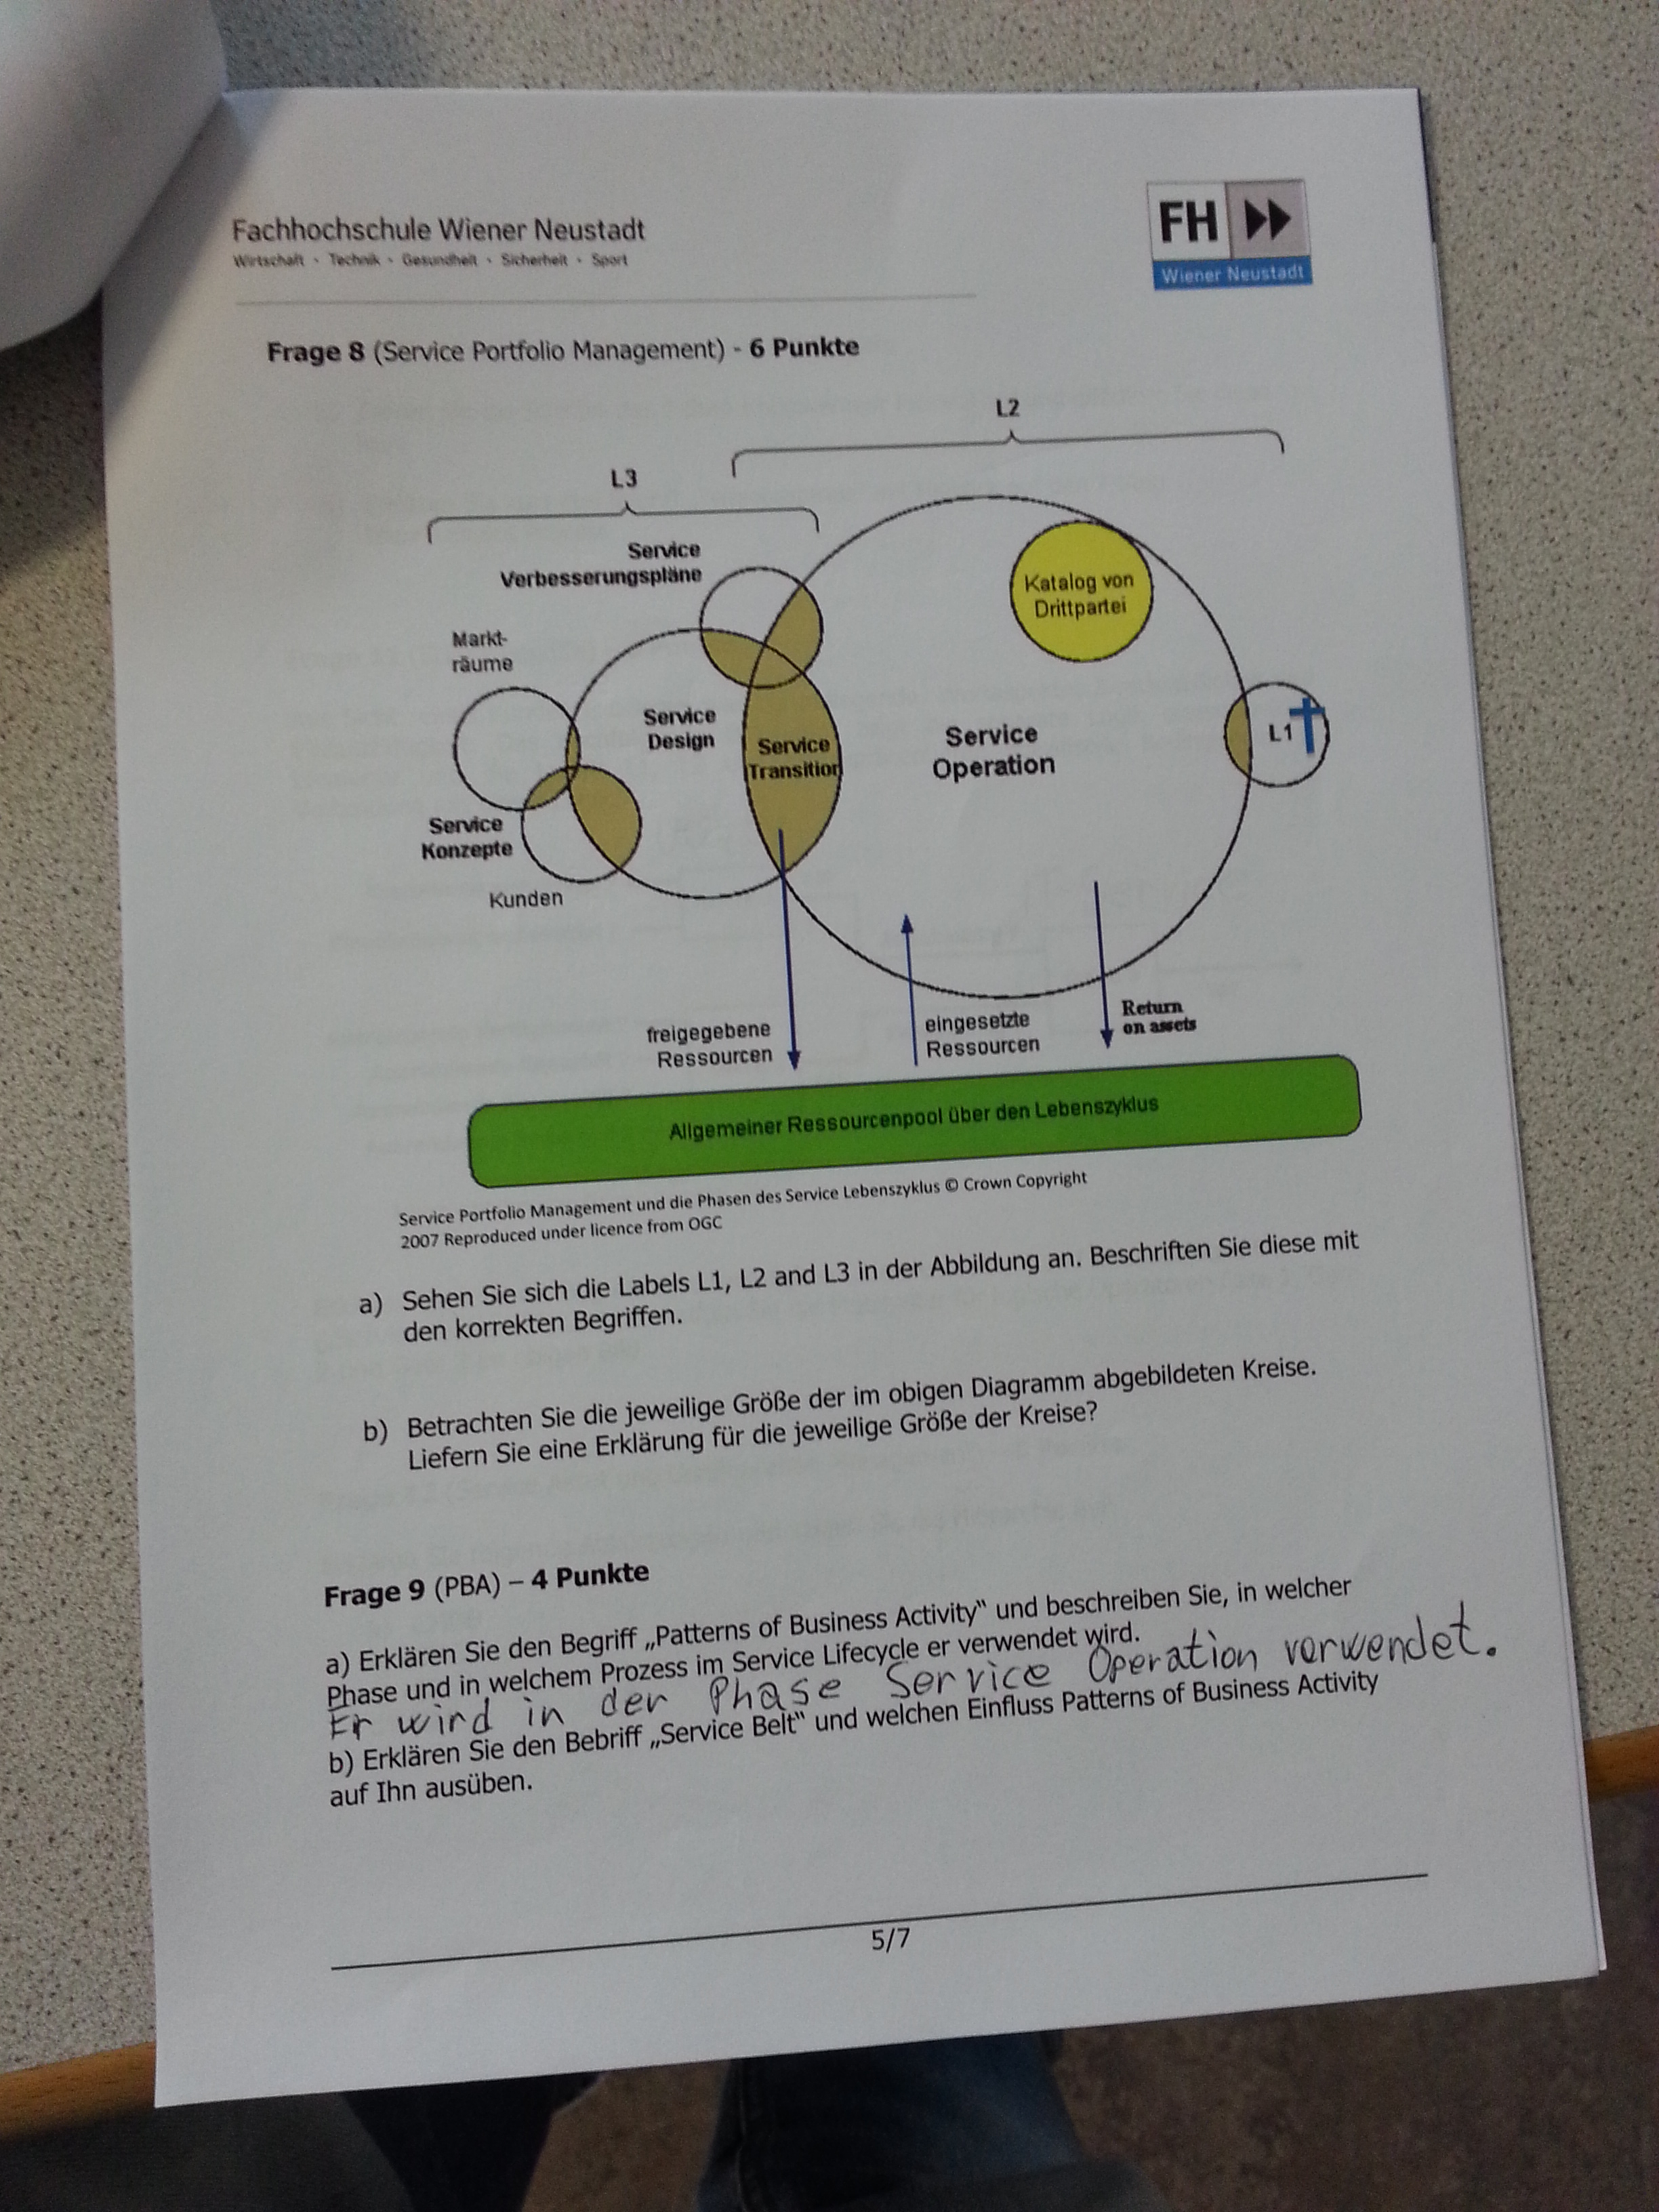 Fachhochschule Wiener Neustadt
Wirtschaft · Technik · Gesundheit · Sicherheit · Sport
FH
Wiener Neustadt
Frage 8 (Service Portfolio Management) - 6 Punkte
L2
L3
Service
Verbesserungspläne
Katalog von
Drittpartei
Markt-
räume
Service
Design
Service
Transition
Service
Operation
L1
Service
Konzepte
Kunden
freigegebene
Ressourcen
eingesetzte
Ressourcen
Return
on assets
Allgemeiner Ressourcenpool über den Lebenszyklus
Service Portfolio Management und die Phasen des Service Lebenszyklus © Crown Copyright
2007 Reproduced under licence from OGC
a) Sehen Sie sich die Labels L1, L2 and L3 in der Abbildung an. Beschriften Sie diese mit
den korrekten Begriffen.
b) Betrachten Sie die jeweilige Größe der im obigen Diagramm abgebildeten Kreise.
Liefern Sie eine Erklärung für die jeweilige Größe der Kreise?
Frage 9 (PBA) – 4 Punkte
a) Erklären Sie den Begriff „Patterns of Business Activity“ und beschreiben Sie, in welcher
Phase und in welchem Prozess im Service Lifecycle er verwendet wird.
Er wird in der Phase Service Operation verwendet.
b) Erklären Sie den Bebriff „Service Belt“ und welchen Einfluss Patterns of Business Activity
auf Ihn ausüben.
5/7